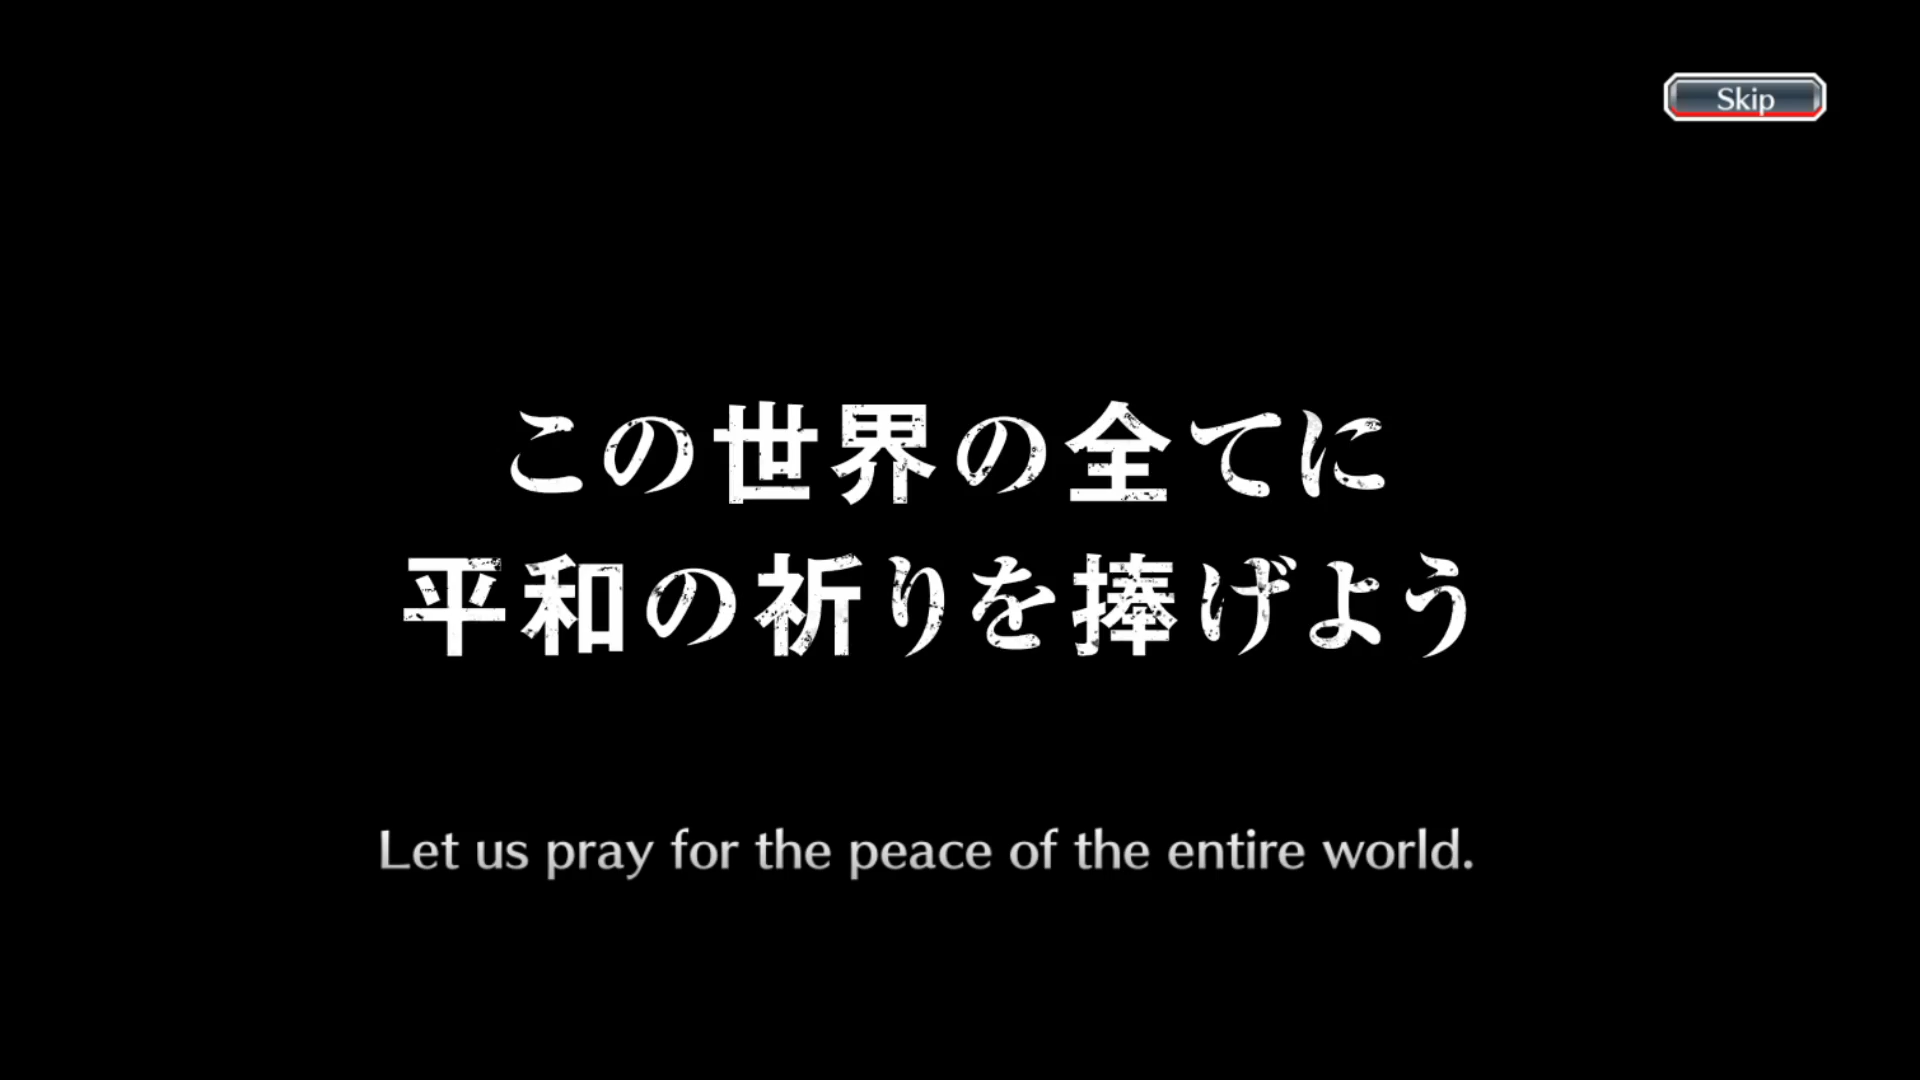 Skip
この世界の全てに
平和の祈りを捧げよう
Let us pray for the peace of the entire world.